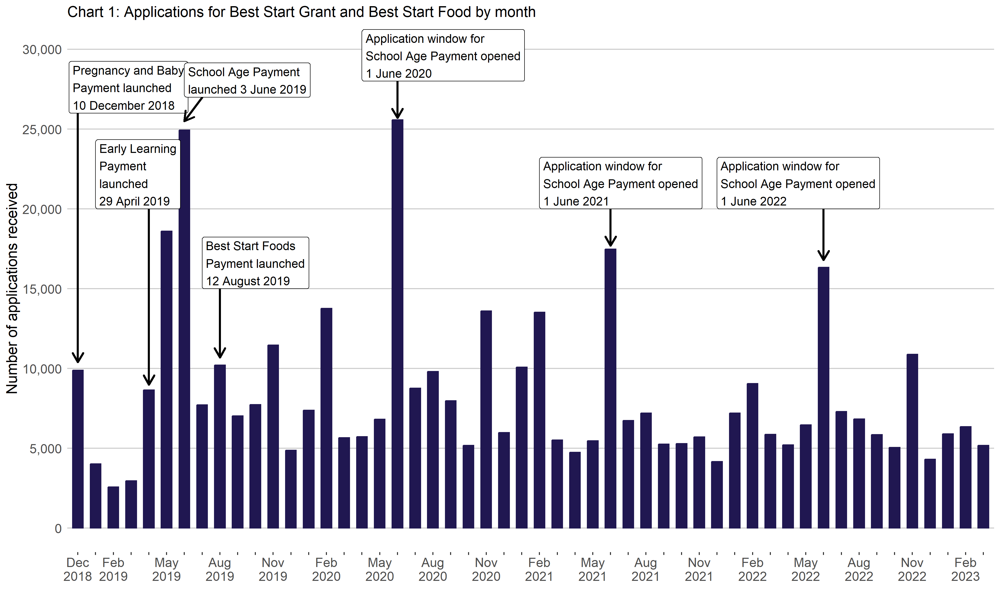 Chart 1: Applications for Best Start Grant and Best Start Food by month
Number of applications received
30,000
25,000
20,000
15,000
10,000
5,000
0
Pregnancy and Baby
Payment launched
10 December 2018
School Age Payment
launched 3 June 2019
Application window for
School Age Payment opened
1 June 2020
Early Learning
Payment
launched
29 April 2019
Application window for
School Age Payment opened
1 June 2021
Application window for
School Age Payment opened
1 June 2022
Best Start Foods
Payment launched
12 August 2019
Dec Feb May Aug Nov Feb May Aug Nov Feb May Aug Nov Feb May Aug Nov Feb
2018 2019 2019 2019 2019 2020 2020 2020 2020 2021 2021 2021 2021 2022 2022 2022 2022 2023